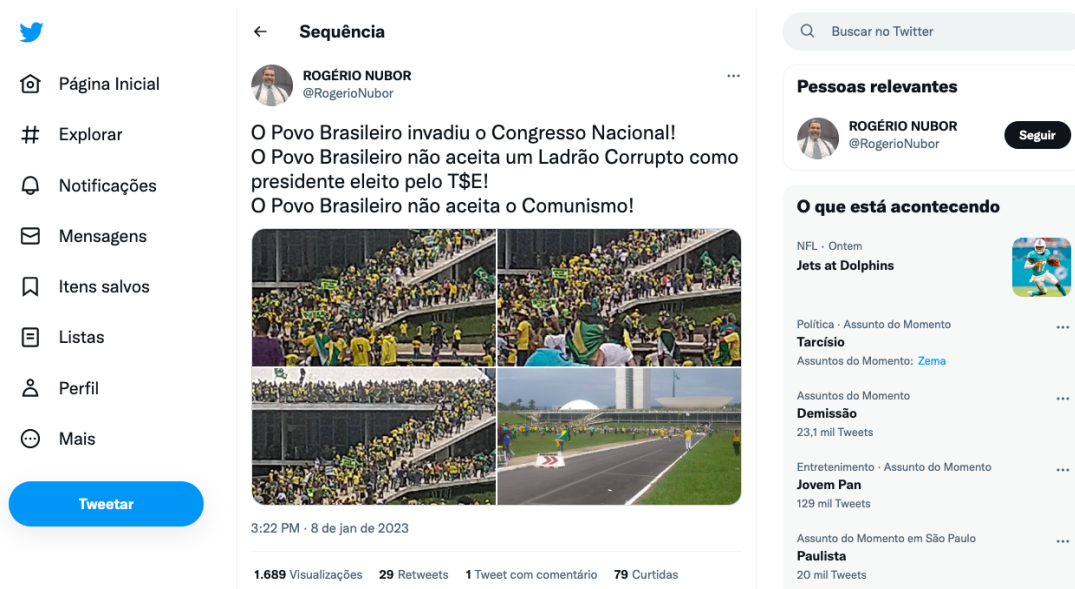 Sequência
ROGÉRIO NUBOR
@RogerioNubor
O Povo Brasileiro invadiu o Congresso Nacional!
O Povo Brasileiro não aceita um Ladrão Corrupto como
presidente eleito pelo T$E!
O Povo Brasileiro não aceita o Comunismo!
3:22 PM · 8 de jan de 2023
1.689 Visualizações 29 Retweets 1 Tweet com comentário 79 Curtidas
Página Inicial
Explorar
Notificações
Mensagens
Itens salvos
Listas
Perfil
Mais
Tweetar
Buscar no Twitter
Pessoas relevantes
ROGÉRIO NUBOR
@RogerioNubor
Seguir
O que está acontecendo
NFL · Ontem
Jets at Dolphins
Política · Assunto do Momento
Tarcísio
Assuntos do Momento: Zema
Assuntos do Momento
Demissão
23,1 mil Tweets
Entretenimento · Assunto do Momento
Jovem Pan
129 mil Tweets
Assunto do Momento em São Paulo
Paulista
20 mil Tweets